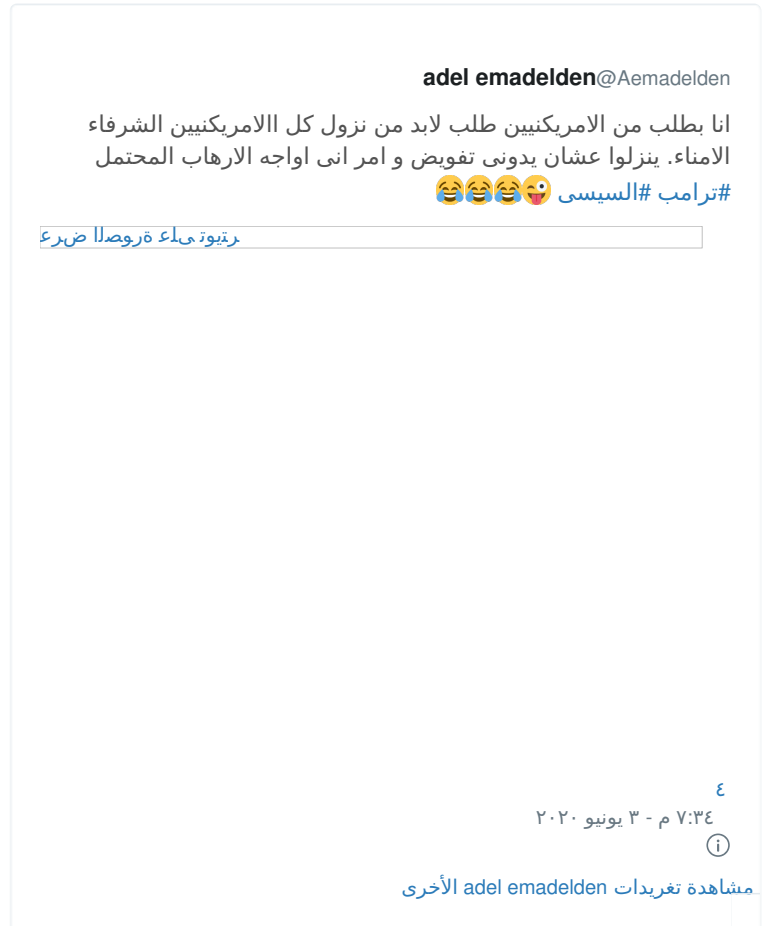 adel emadelden@Aemadelden
انا بطلب من الامريكنيين طلب لابد من نزول كل االامريكنيين الشرفاء
الامناء. ينزلوا عشان يدونى تفويض و امر انى اواجه الارهاب المحتمل
#ترامب #السيسى 😜😂😂😂
عرض الصورة على تويتر
٤
٧:٣٤ م - ٣ يونيو ٢٠٢٠
مشاهدة تغريدات adel emadelden الأخرى